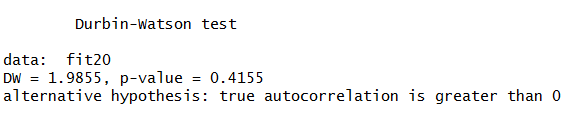 Durbin-Watson test
data: fit20
DW = 1.9855, p-value = 0.4155
alternative hypothesis: true autocorrelation is greater than 0